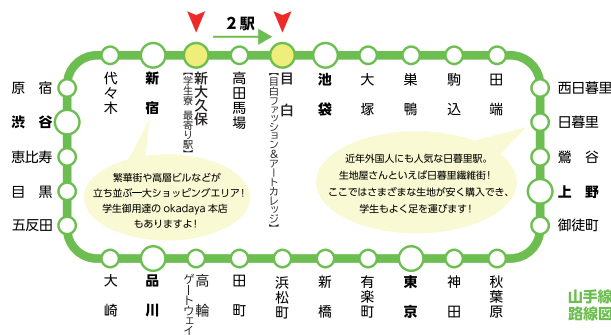 2駅
代々木
新宿
新大久保
【学生寮 最寄り駅】
高田馬場
目白
【目白ファッション＆アートカレッジ】
池袋
大塚
巣鴨
駒込
田端
原宿
渋谷
恵比寿
目黒
五反田
繁華街や高層ビルなどが
立ち並ぶ一大ショッピングエリア！
学生御用達の okadaya 本店
もありますよ！
近年外国人にも人気な日暮里駅。
生地屋さんといえば日暮里繊維街！
ここではさまざまな生地が安く購入でき、
学生もよく足を運びます！
西日暮里
日暮里
鶯谷
上野
御徒町
大崎
品川
高輪
ゲートウェイ
田町
浜松町
新橋
有楽町
東京
神田
秋葉原
山手線
路線図